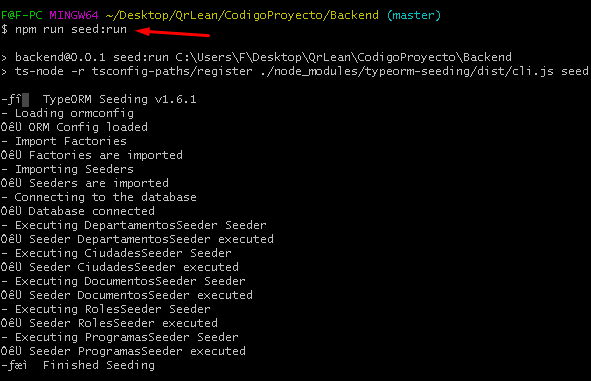 F@F-PC MINGW64 ~/Desktop/QrLean/CodigoProyecto/Backend (master)
$ npm run seed:run
> backend@0.0.1 seed:run C:\Users\F\Desktop\QrLean\CodigoProyecto\Backend
> ts-node -r tsconfig-paths/register ./node_modules/typeorm-seeding/dist/cli.js seed
TypeORM Seeding v1.6.1
- Loading ormconfig
ÔêÜ ORM Config loaded
- Import Factories
ÔêÜ Factories are imported
- Importing Seeders
ÔêÜ Seeders are imported
- Connecting to the database
ÔêÜ Database connected
- Executing DepartamentosSeeder Seeder
ÔêÜ Seeder DepartamentosSeeder executed
- Executing CiudadesSeeder Seeder
ÔêÜ Seeder CiudadesSeeder executed
- Executing DocumentosSeeder Seeder
ÔêÜ Seeder DocumentosSeeder executed
- Executing RolesSeeder Seeder
ÔêÜ Seeder RolesSeeder executed
- Executing ProgramasSeeder Seeder
ÔêÜ Seeder ProgramasSeeder executed
Finished Seeding